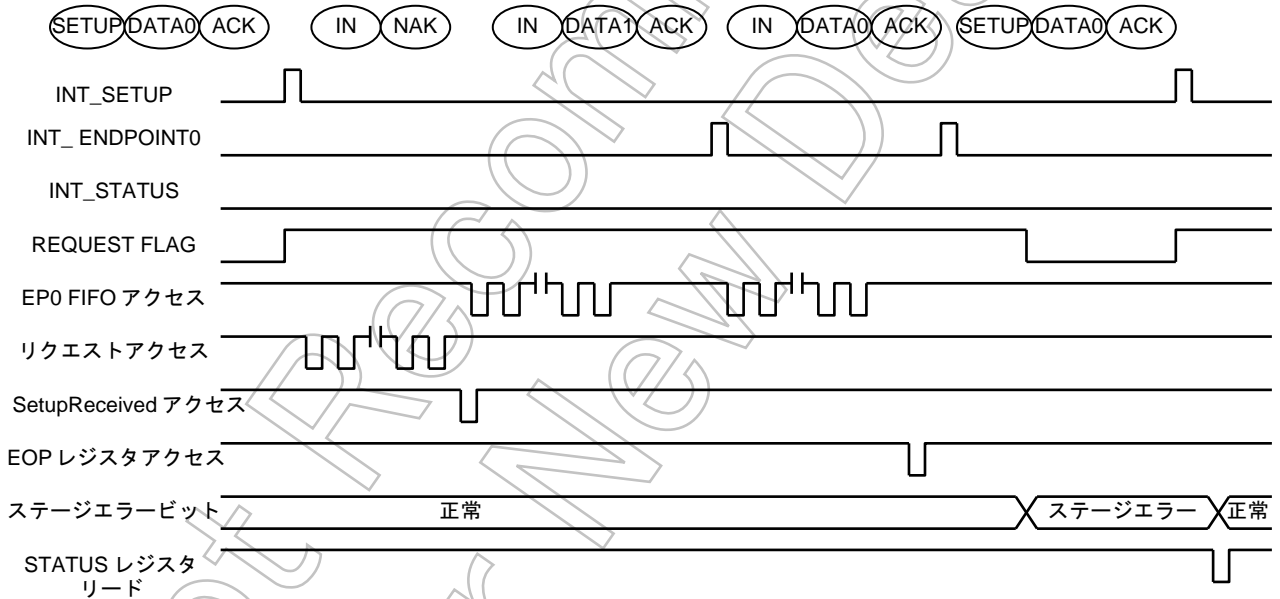 SETUP DATA0 ACK IN NAK IN DATA1 ACK IN DATA0 ACK SETUP DATA0 ACK
INT_SETUP
INT_ ENDPOINT0
INT_STATUS
REQUEST FLAG
EP0 FIFO アクセス
リクエストアクセス
SetupReceived アクセス
EOP レジスタアクセス
ステージエラービット 正常 ステージエラー 正常
STATUS レジスタ
リード